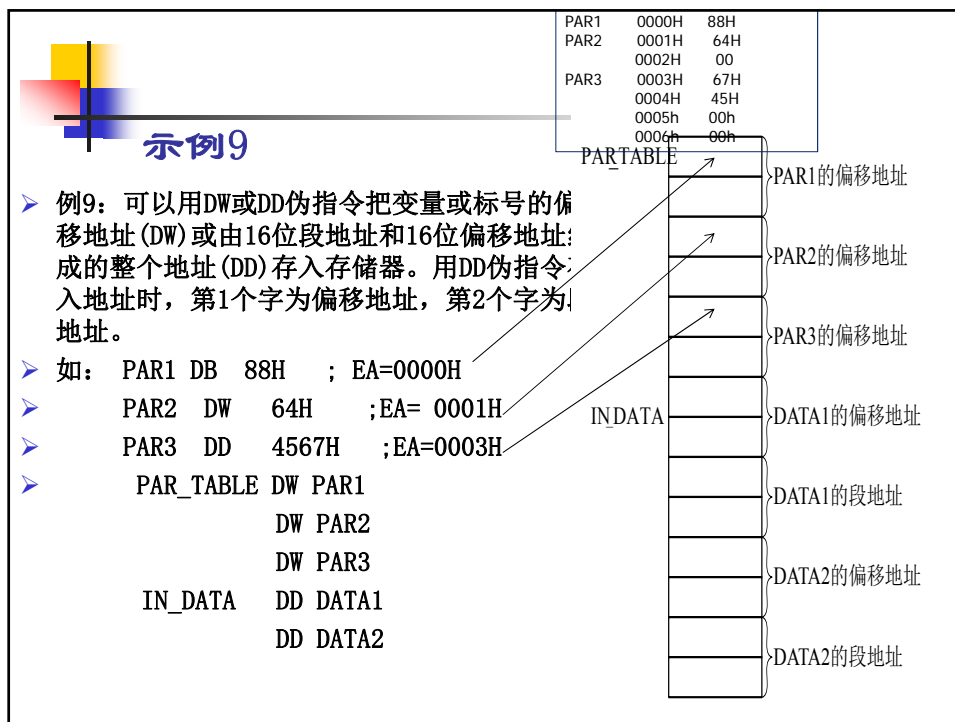 PAR1 0000H 88H
PAR2 0001H 64H
0002H 00
PAR3 0003H 67H
0004H 45H
0005h 00h
0006h 00h
示例9
➢ 例9：可以用DW或DD伪指令把变量或标号的偏
移地址(DW)或由16位段地址和16位偏移地址
成的整个地址(DD)存入存储器。用DD伪指令
入地址时，第1个字为偏移地址，第2个字为
地址。
➢ 如： PAR1 DB 88H ; EA=0000H
➢ PAR2 DW 64H ;EA= 0001H
➢ PAR3 DD 4567H ;EA=0003H
➢ PAR_TABLE DW PAR1
DW PAR2
DW PAR3
IN_DATA DD DATA1
DD DATA2
PAR_TABLE
PAR1的偏移地址
PAR2的偏移地址
PAR3的偏移地址
IN_DATA
DATA1的偏移地址
DATA1的段地址
DATA2的偏移地址
DATA2的段地址